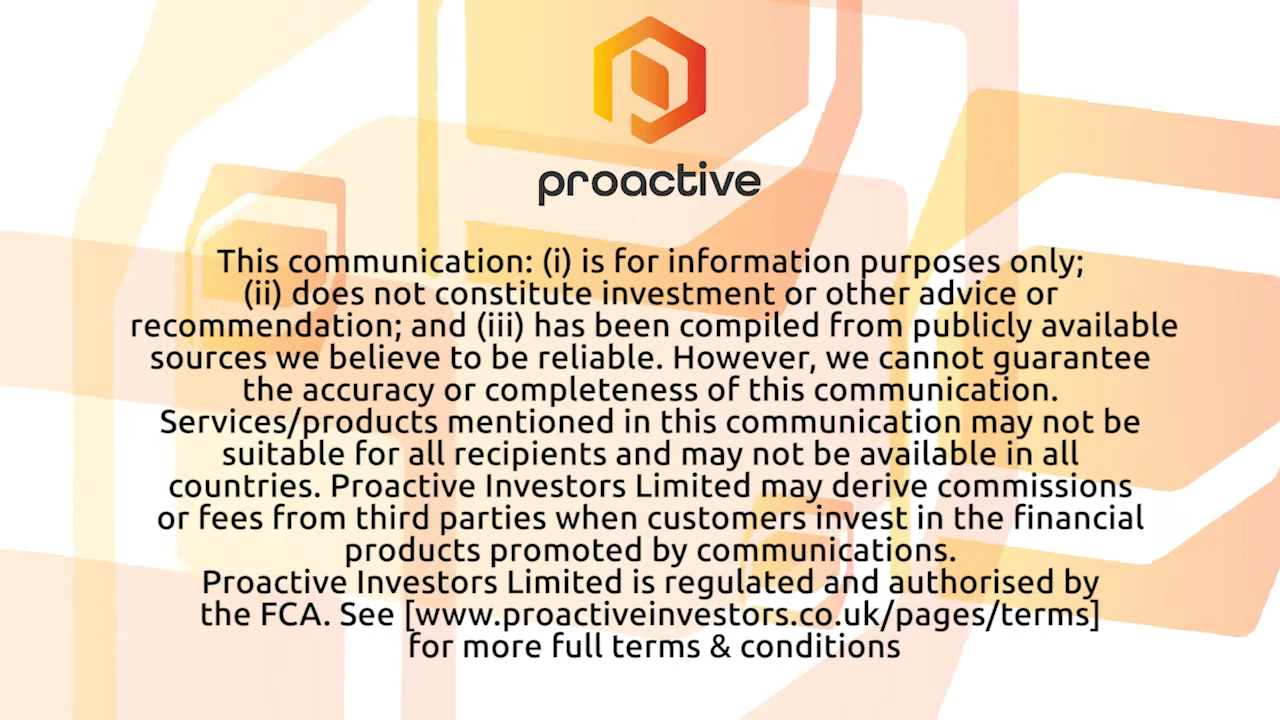 proactive
This communication: (i) is for information purposes only;
(ii) does not constitute investment or other advice or
recommendation; and (iii) has been compiled from publicly available
sources we believe to be reliable. However, we cannot guarantee
the accuracy or completeness of this communication.
Services/products mentioned in this communication may not be
suitable for all recipients and may not be available in all
countries. Proactive Investors Limited may derive commissions
or fees from third parties when customers invest in the financial
products promoted by communications.
Proactive Investors Limited is regulated and authorised by
the FCA. See [www.proactiveinvestors.co.uk/pages/terms]
for more full terms & conditions